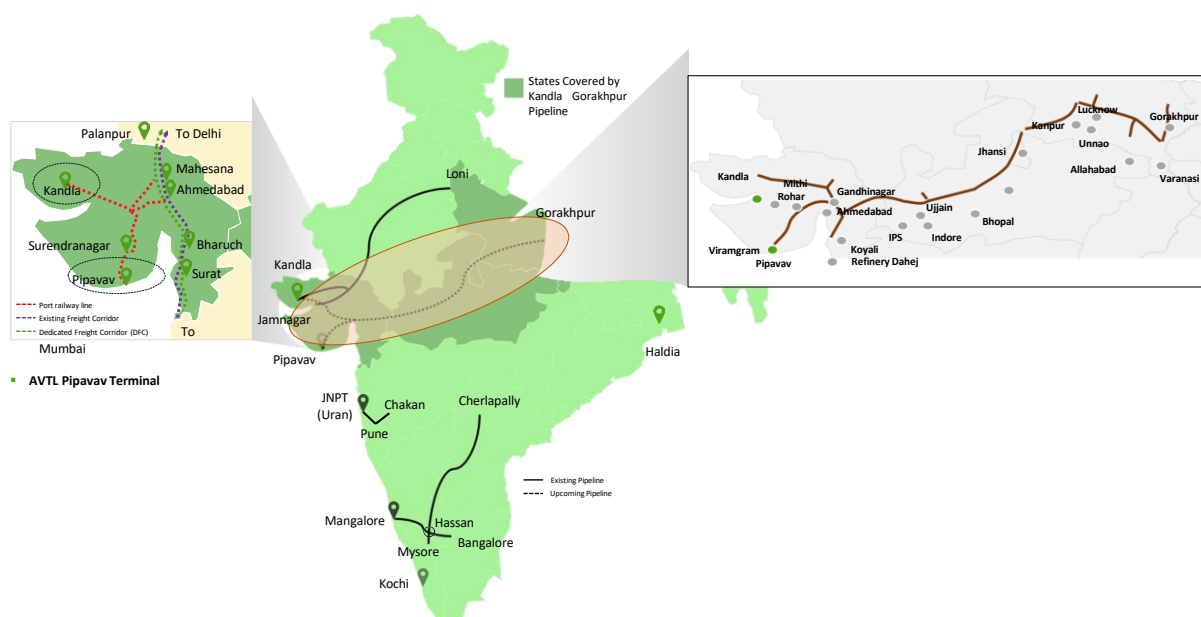 States Covered by
Kandla Gorakhpur
Pipeline
Palanpur
To Delhi
Mahesana
Ahmedabad
Kandla
Surendranagar
Bharuch
Pipavav
Surat
Port railway line
Existing Freight Corridor
Dedicated Freight Corridor (DFC)
To
Mumbai
AVTL Pipavav Terminal
Loni
Gorakhpur
Kandla
Jamnagar
Pipavav
Haldia
JNPT
(Uran)
Chakan
Pune
Cherlapally
Existing Pipeline
Upcoming Pipeline
Mangalore
Hassan
Bangalore
Mysore
Kochi
Lucknow
Kanpur
Gorakhpur
Unnao
Jhansi
Allahabad
Varanasi
Kandla
Mithi
Rohar
Gandhinagar
Ahmedabad
Ujjain
Bhopal
IPS
Indore
Viramgram
Pipavav
Koyali
Refinery Dahej